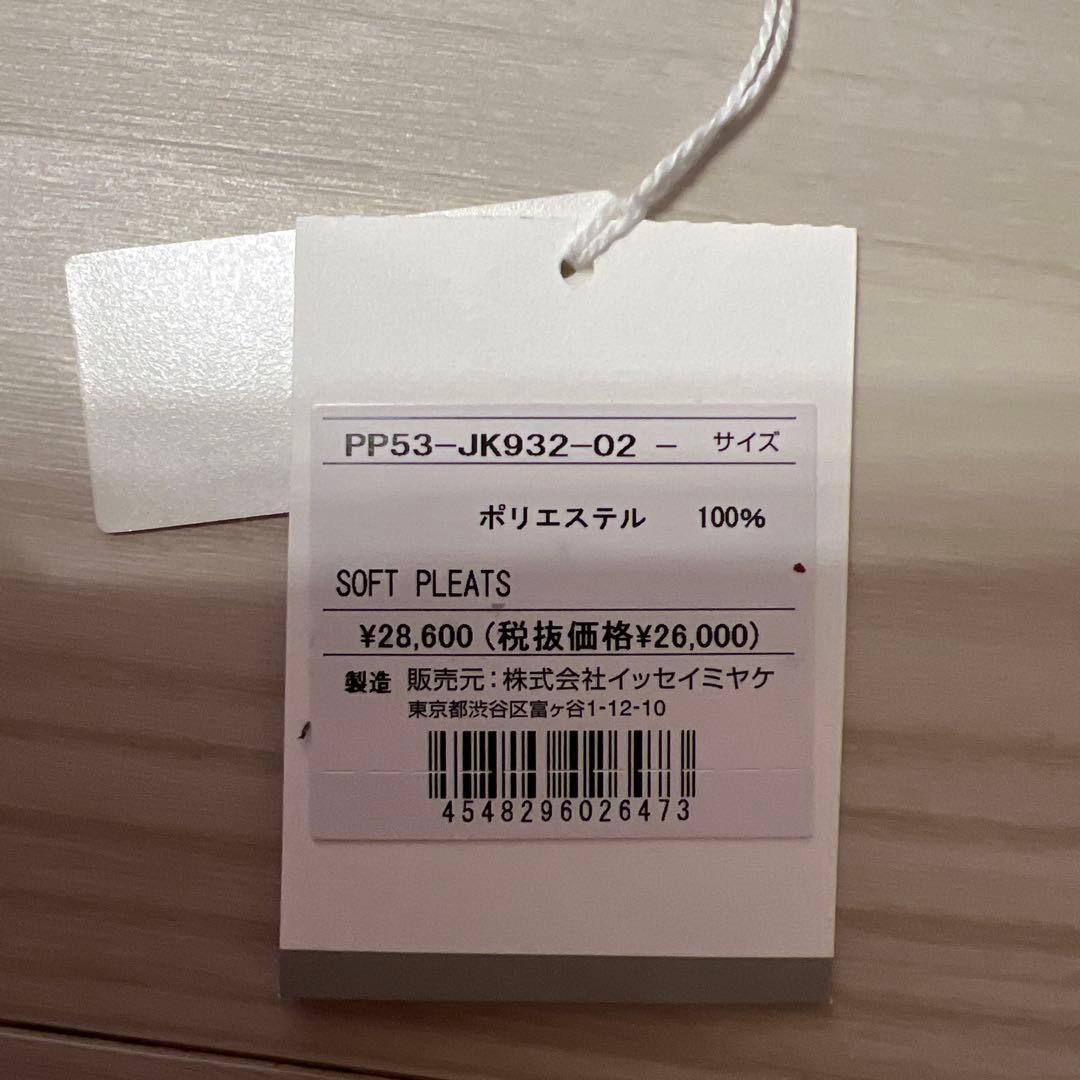 PP53-JK932-02 - サイズ
ポリエステル 100%
SOFT PLEATS
¥28,600(税抜価格¥26,000)
製造 販売元:株式会社イッセイミヤケ
東京都渋谷区富ヶ谷1-12-10
4548296026473